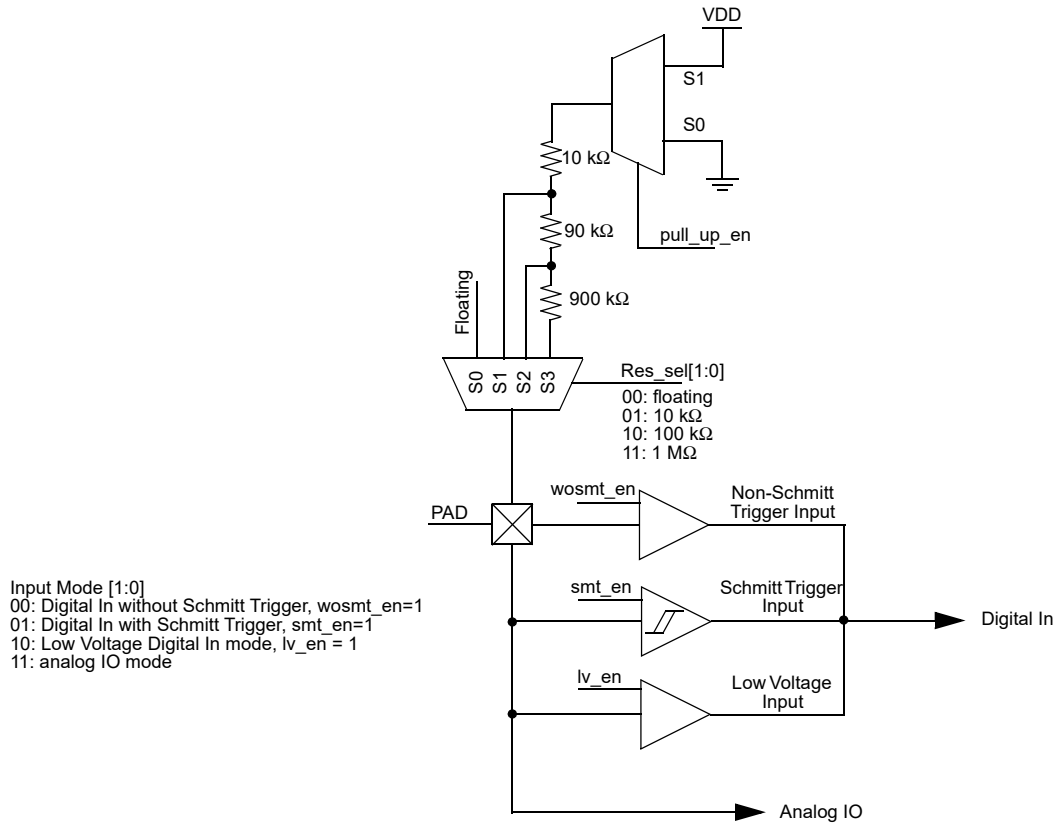 VDD
S1
S0
10 kΩ
90 kΩ
pull_up_en
900 kΩ
Floating
S0
S1
S2
S3
Res_sel[1:0]
00: floating
01: 10 kΩ
10: 100 kΩ
11: 1 MΩ
wosmt_en
Non-Schmitt
Trigger Input
PAD
Input Mode [1:0]
00: Digital In without Schmitt Trigger, wosmt_en=1
01: Digital In with Schmitt Trigger, smt_en=1
10: Low Voltage Digital In mode, lv_en = 1
11: analog IO mode
smt_en
Schmitt Trigger
Input
Digital In
lv_en
Low Voltage
Input
Analog IO